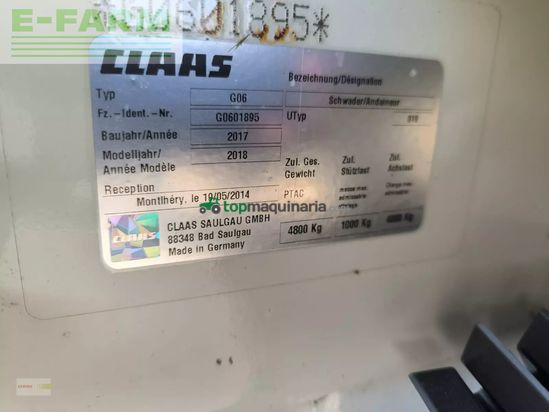 E-FARM
*G0601895*
CLAAS
Bezeichnung/Désignation
Typ G06 Schwader/Andaineur
Fz.-Ident.-Nr. G0601895 UTyp 010
Baujahr/Année 2017
Modelljahr/ 2018 Zul. Ges. Zul. Zul.
Année Modèle Gewicht Stützlast Achslast
Reception Montlhéry, le 19/05/2014 PTAC
topmaquinaria
CLAAS CLAAS SAULGAU GMBH 4800 Kg 1000 Kg
88348 Bad Saulgau
Made in Germany